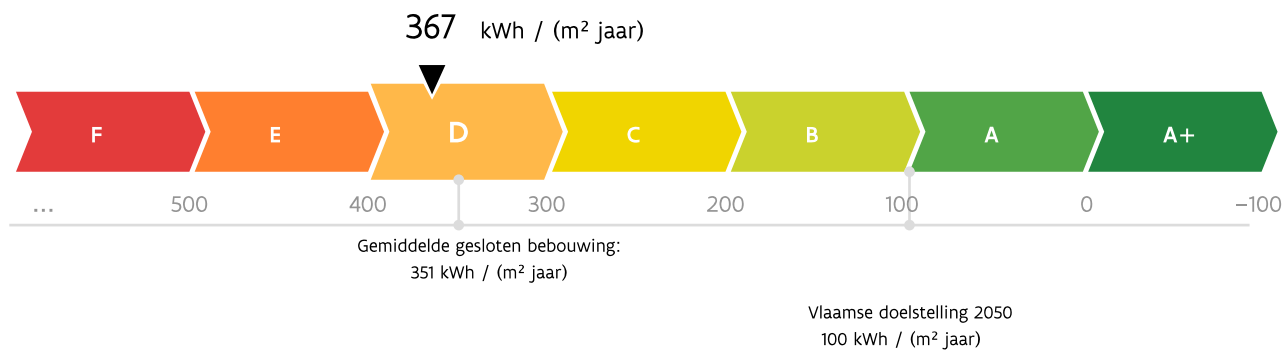 367 kWh / (m² jaar)
F E D C B A A+
... 500 400 300 200 100 0 –100
Gemiddelde gesloten bebouwing:
351 kWh / (m² jaar)
Vlaamse doelstelling 2050
100 kWh / (m² jaar)